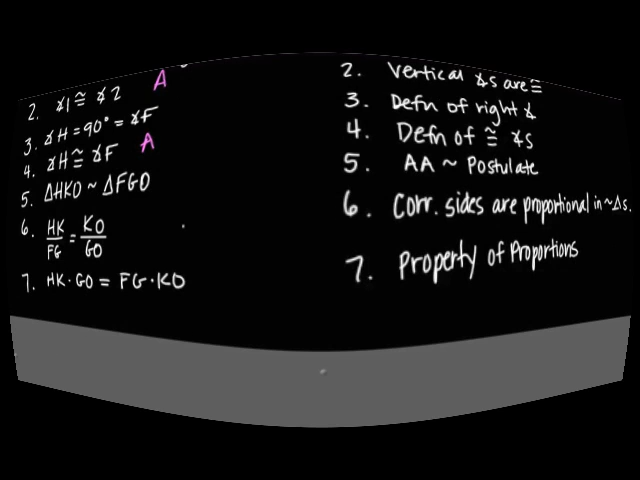 2. ∡1 ≅ ∡2 A
3. ∡H = 90° = ∡F
4. ∡H ≅ ∡F A
5. ΔHKO ~ ΔFGO
6. HK/FG = KO/GO
7. HK · GO = FG · KO
2. Vertical ∡s are ≅
3. Defn of right ∡
4. Defn of ≅ ∡s
5. AA ~ Postulate
6. Corr. sides are proportional in ~Δs.
7. Property of Proportions